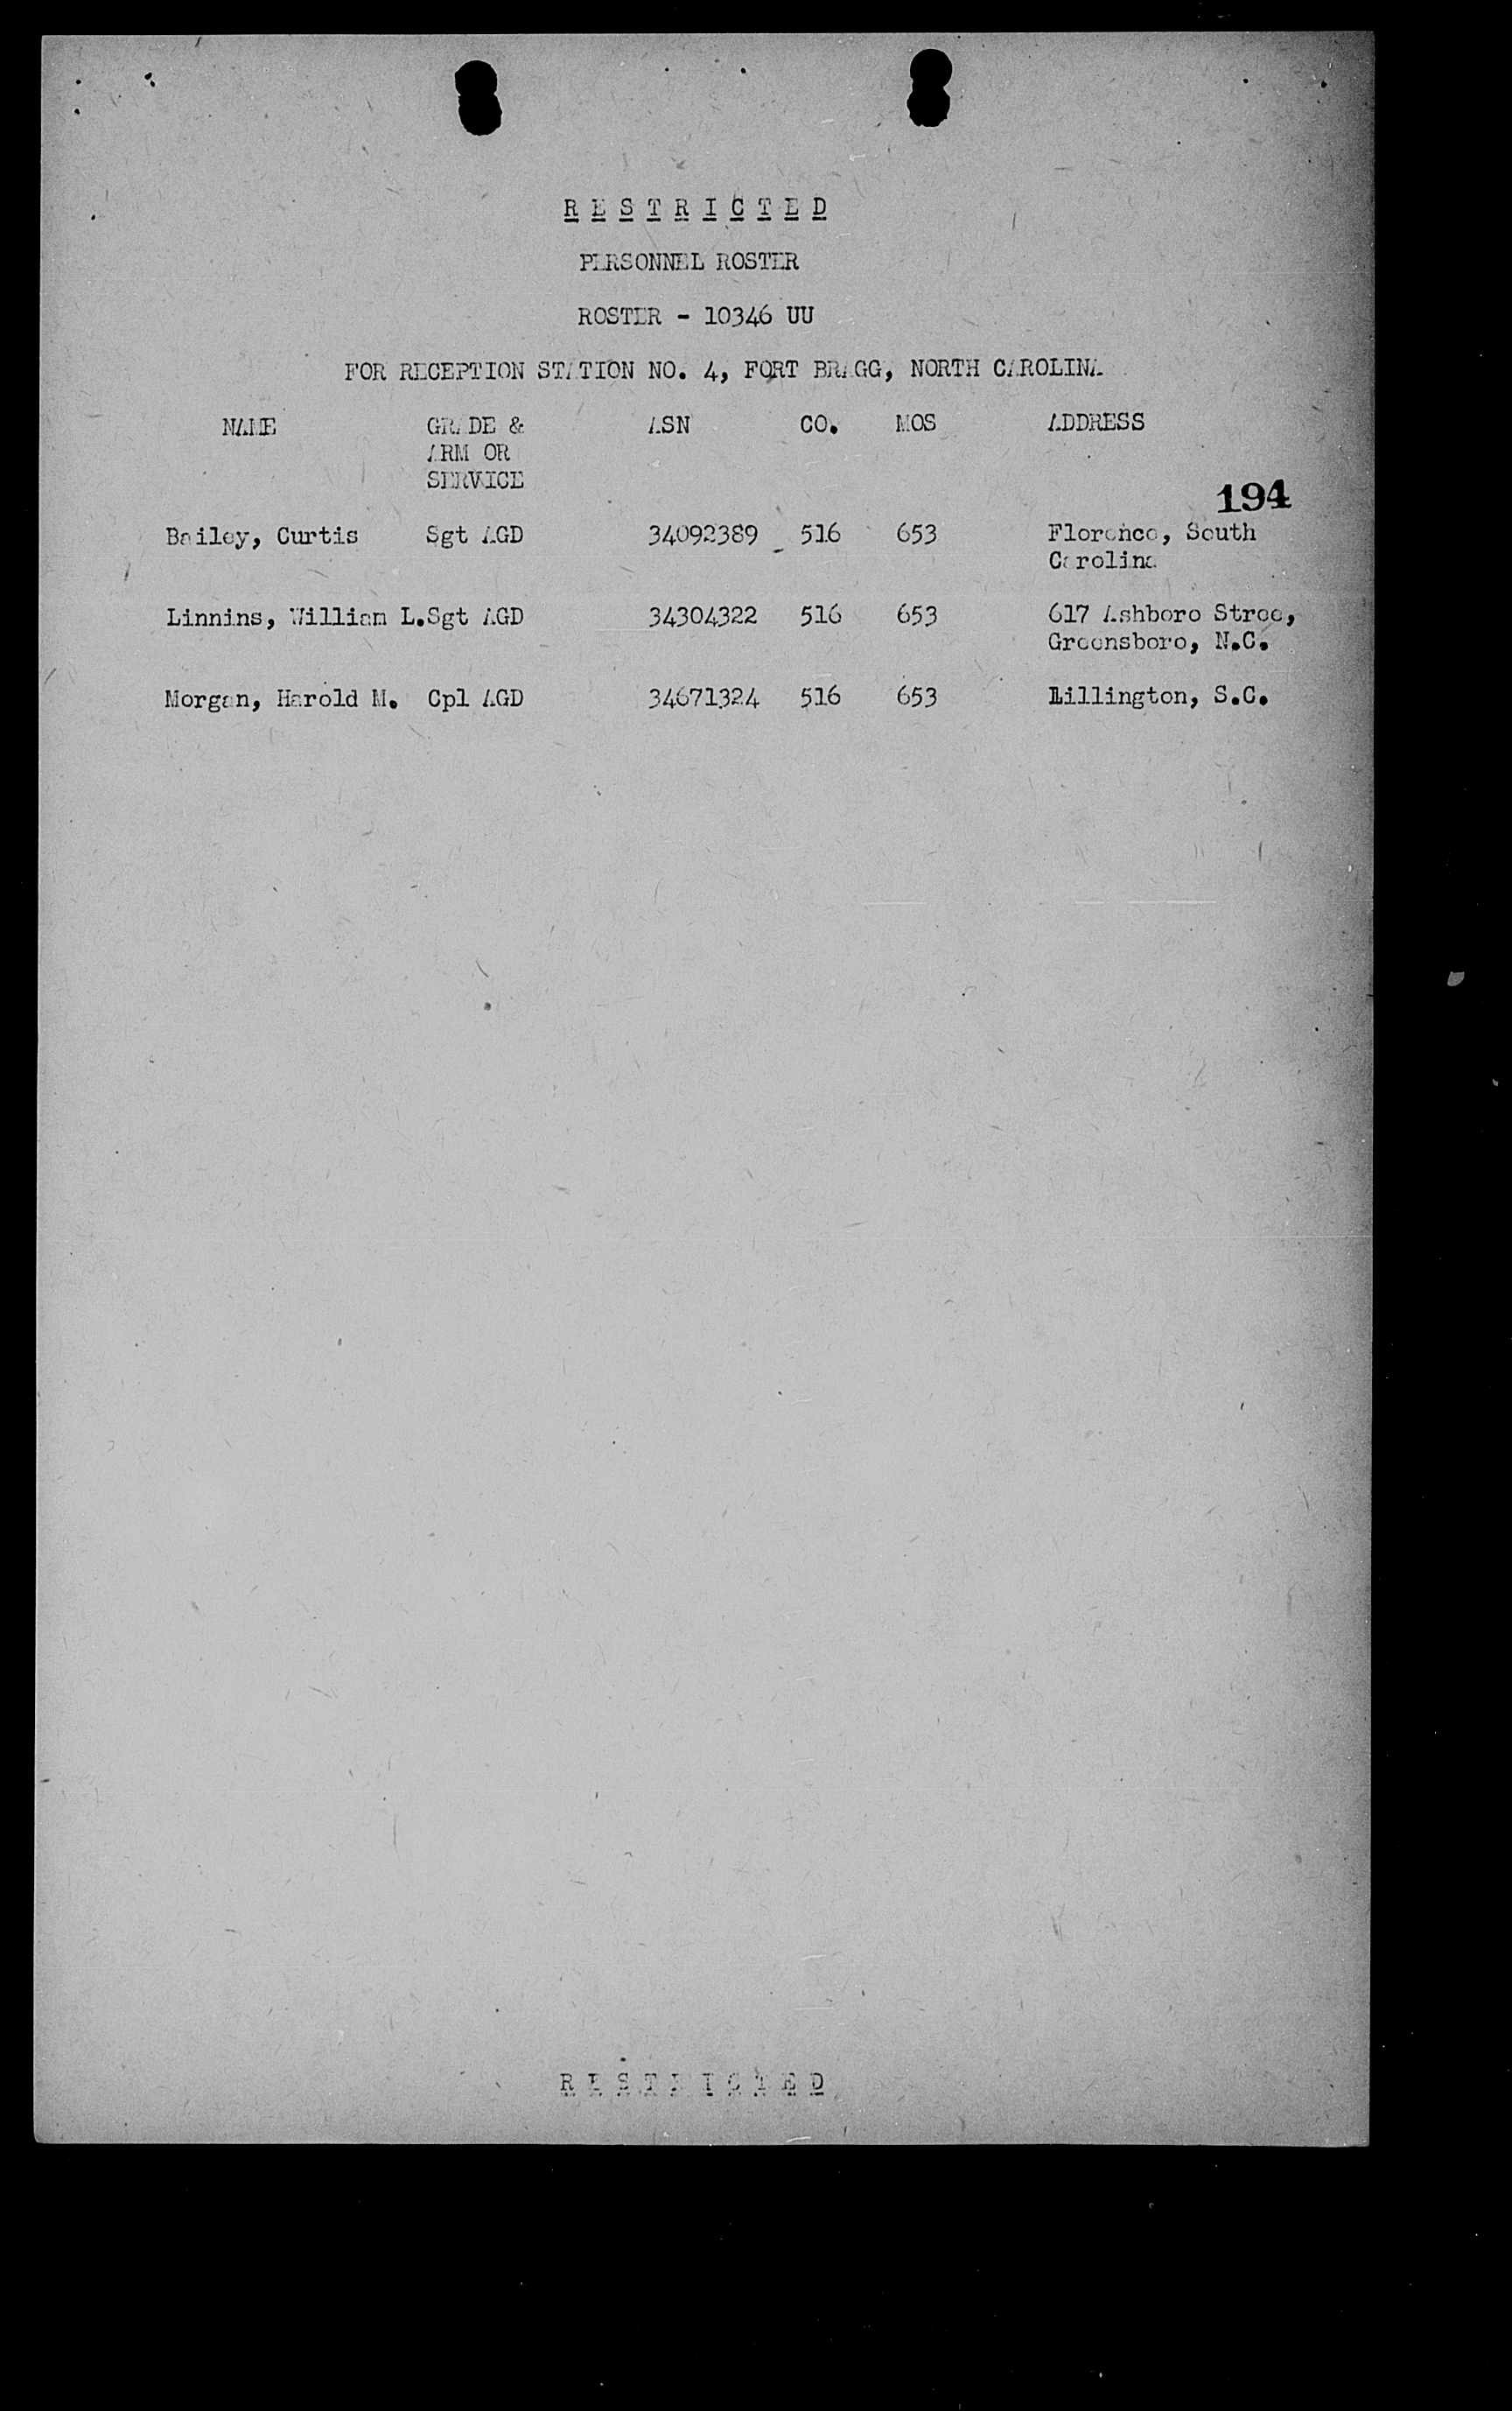 RESTRICTED
PERSONNEL ROSTER
ROSTER - 10346 UU
FOR RECEPTION STATION NO. 4, FORT BRAGG, NORTH CAROLINA
NAME GRADE & ASN CO. MOS ADDRESS
ARM OR
SERVICE
194
Bailey, Curtis Sgt AGD 34092389 516 653 Florence, South
Carolina
Linnins, William L. Sgt AGD 34304322 516 653 617 Ashboro Stree,
Greensboro, N.C.
Morgan, Harold M. Cpl AGD 34671324 516 653 Lillington, S.C.
RESTRICTED